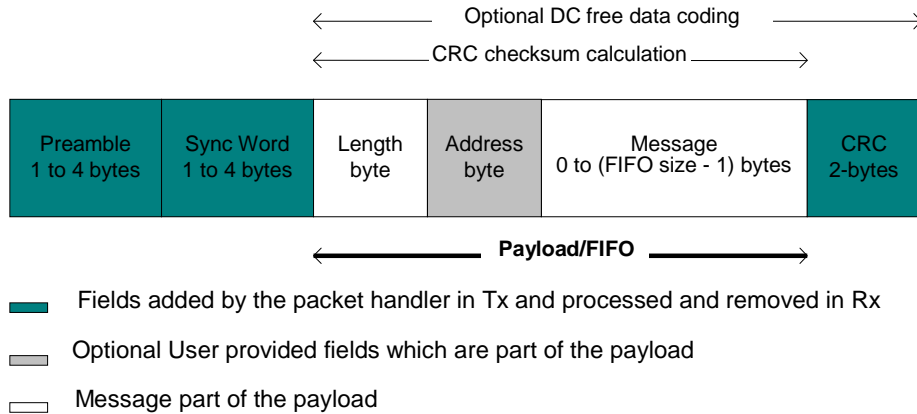 Optional DC free data coding
CRC checksum calculation
Preamble
1 to 4 bytes
Sync Word
1 to 4 bytes
Length
byte
Address
byte
Message
0 to (FIFO size - 1) bytes
CRC
2-bytes
Payload/FIFO
Fields added by the packet handler in Tx and processed and removed in Rx
Optional User provided fields which are part of the payload
Message part of the payload